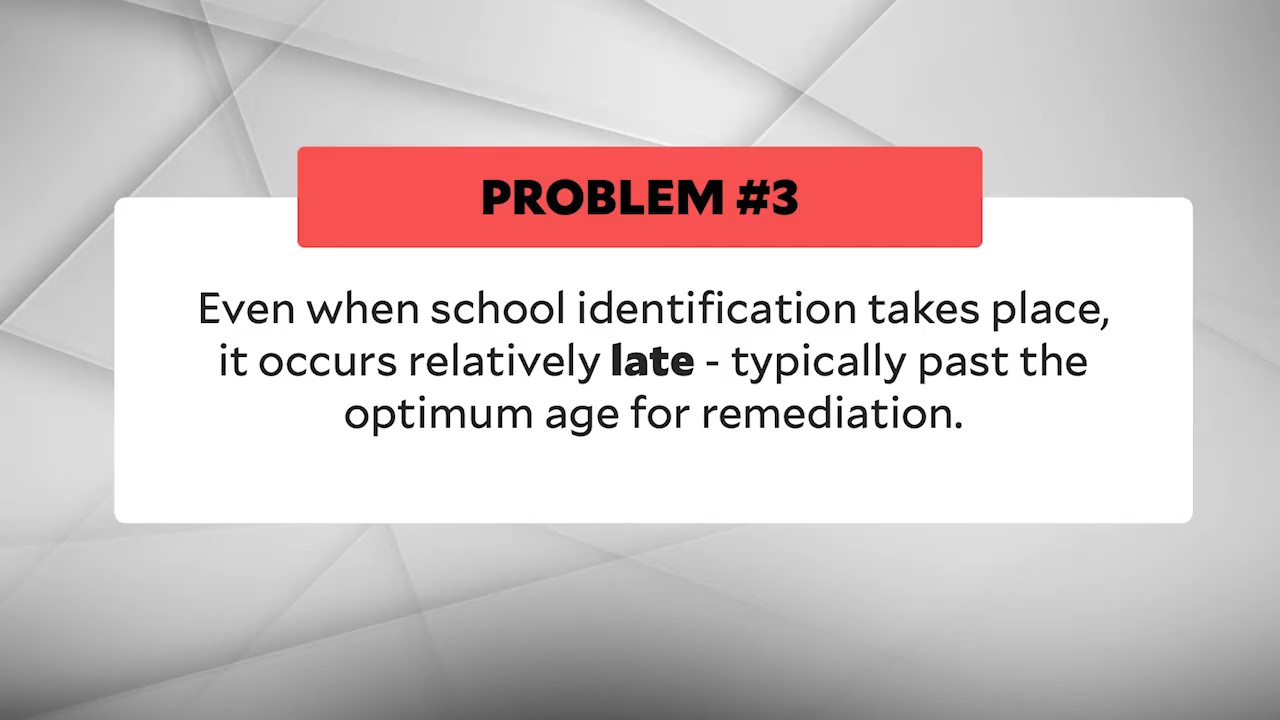 PROBLEM #3
Even when school identification takes place,
it occurs relatively late - typically past the
optimum age for remediation.